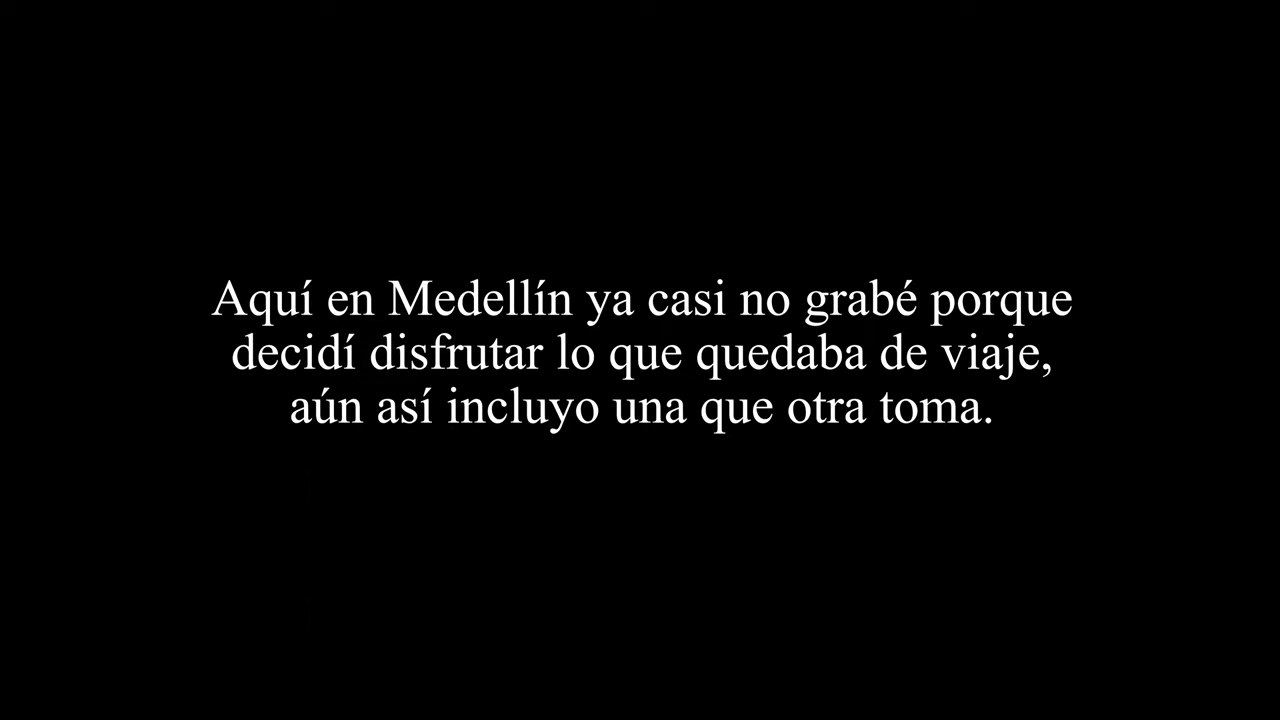 Aquí en Medellín ya casi no grabé porque
decidí disfrutar lo que quedaba de viaje,
aún así incluyo una que otra toma.